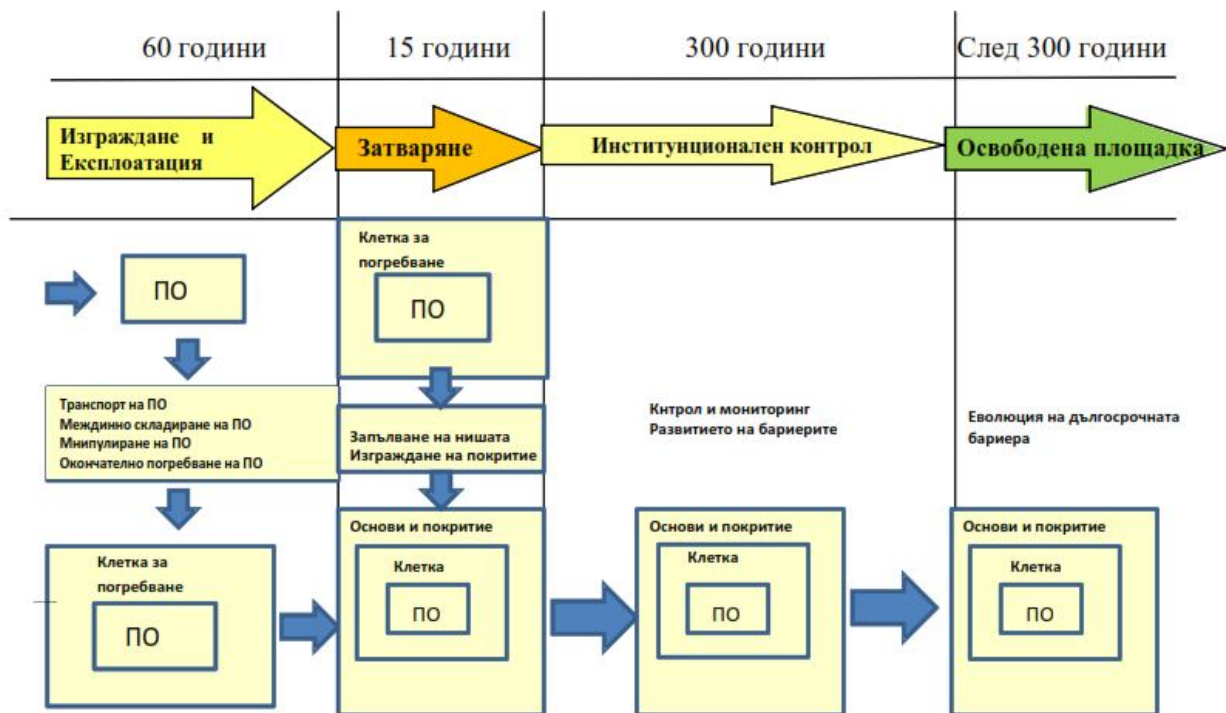 60 години
15 години
300 години
След 300 години
Изграждане и
Експлоатация
Затваряне
Институнционален контрол
Освободена площадка
ПО
Транспорт на ПО
Междинно складиране на ПО
Мнипулиране на ПО
Окончателно погребване на ПО
Клетка за
погребване
ПО
Клетка за
погребване
ПО
Запълване на нишата
Изграждане на покритие
Основи и покритие
Клетка
ПО
Кнтрол и мониторинг
Развитието на бариерите
Основи и покритие
Клетка
ПО
Еволюция на дългосрочната
бариера
Основи и покритие
Клетка
ПО